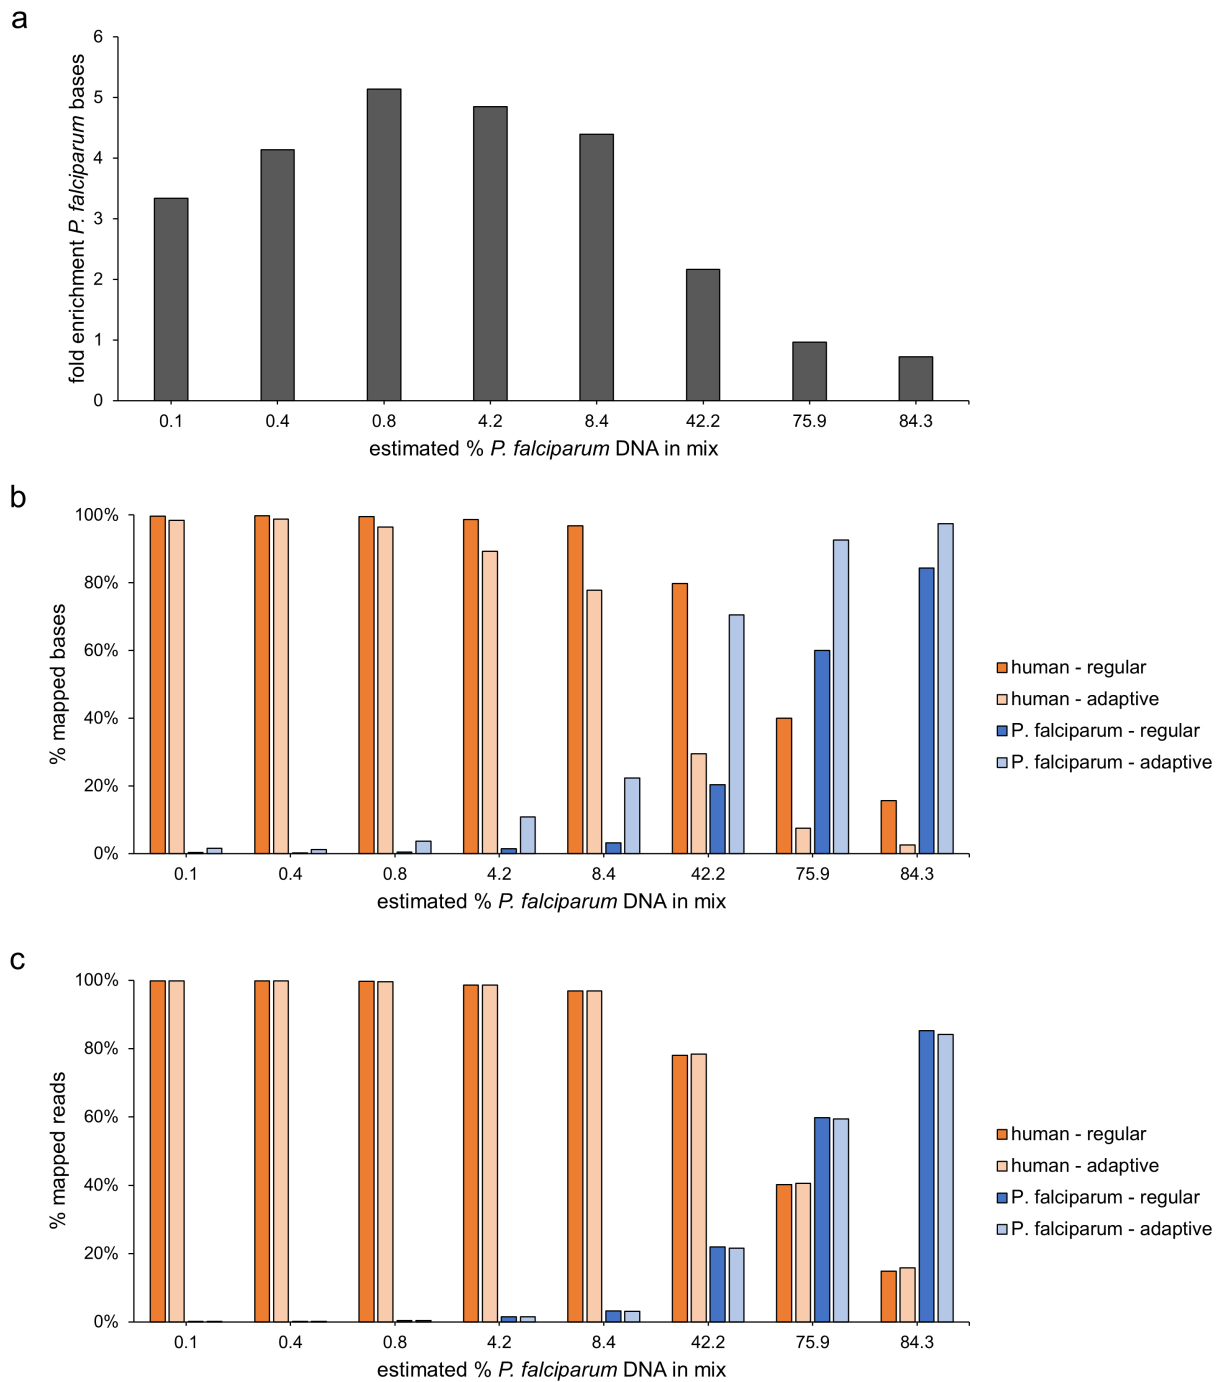 a
fold enrichment P. falciparum bases
6
5
4
3
2
1
0
0.1 0.4 0.8 4.2 8.4 42.2 75.9 84.3
estimated % P. falciparum DNA in mix
b
% mapped bases
100%
80%
60%
40%
20%
0%
0.1 0.4 0.8 4.2 8.4 42.2 75.9 84.3
estimated % P. falciparum DNA in mix
human - regular
human - adaptive
P. falciparum - regular
P. falciparum - adaptive
c
% mapped reads
100%
80%
60%
40%
20%
0%
0.1 0.4 0.8 4.2 8.4 42.2 75.9 84.3
estimated % P. falciparum DNA in mix
human - regular
human - adaptive
P. falciparum - regular
P. falciparum - adaptive